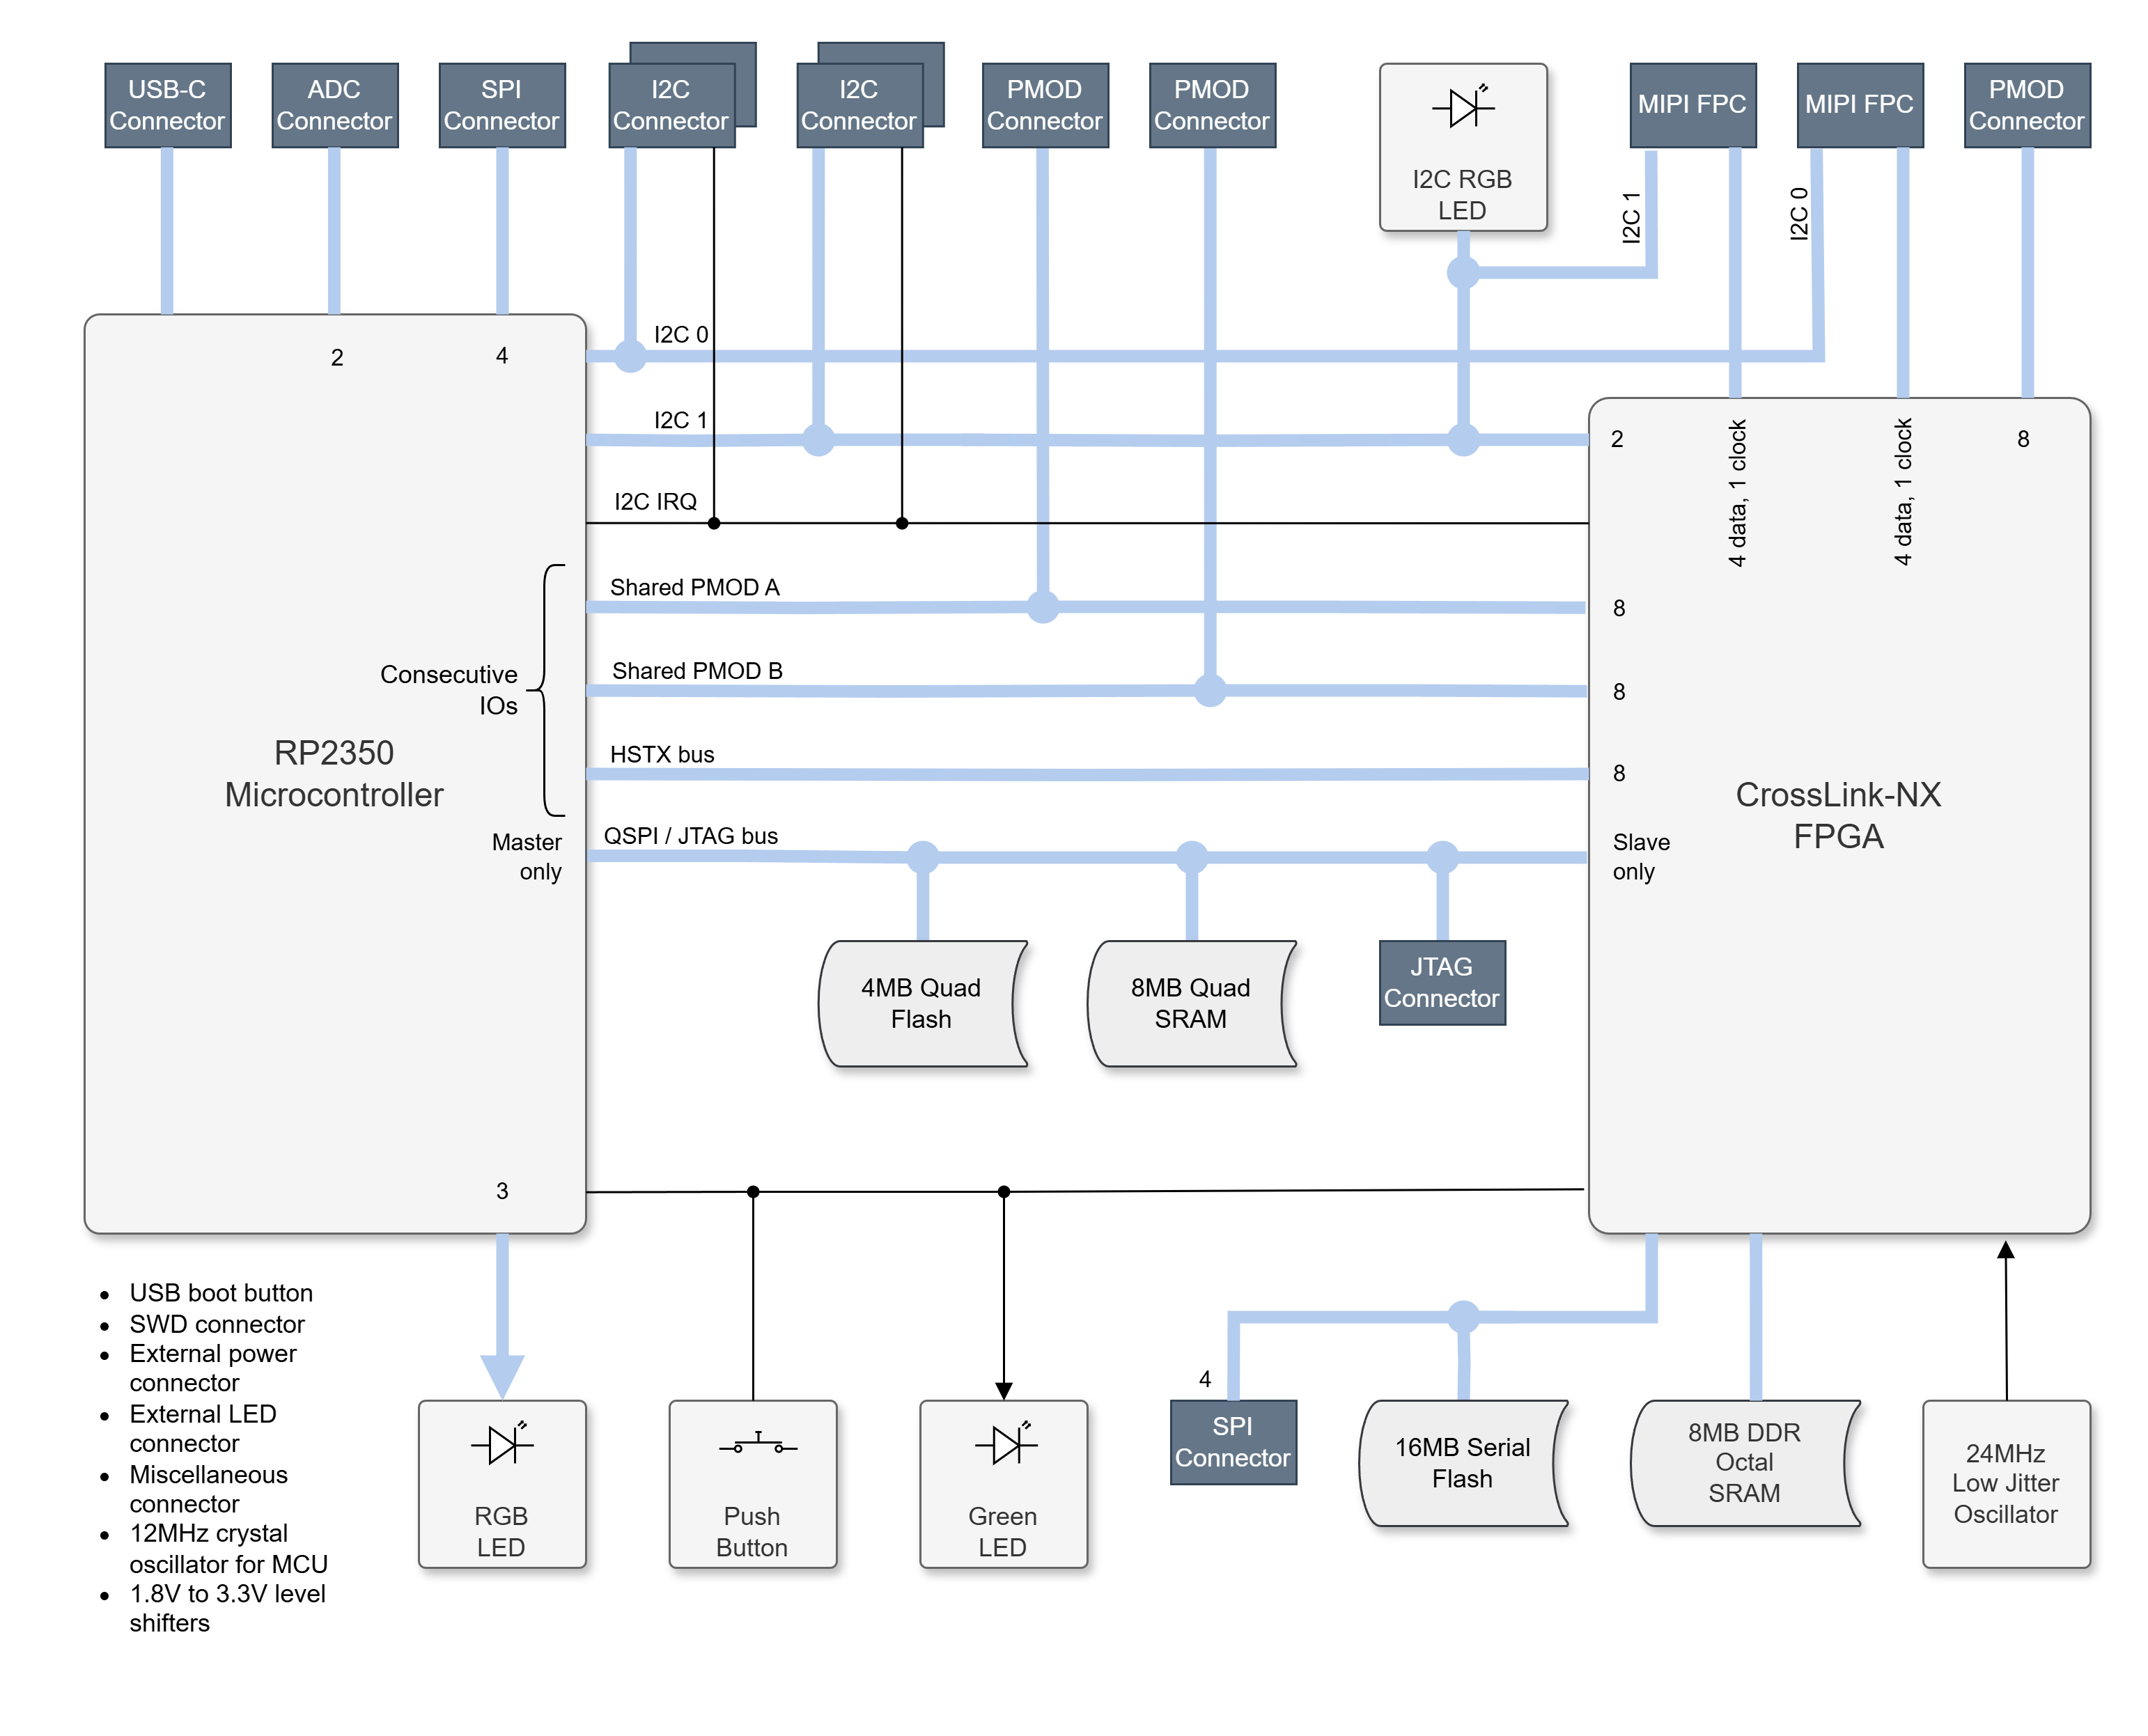 USB-C
Connector
ADC
Connector
SPI
Connector
I2C
Connector
I2C
Connector
PMOD
Connector
PMOD
Connector
I2C RGB
LED
MIPI FPC
MIPI FPC
PMOD
Connector
I2C 1
I2C 0
2
4
I2C 0
I2C 1
I2C IRQ
Shared PMOD A
Shared PMOD B
HSTX bus
QSPI / JTAG bus
Consecutive
IOs
RP2350
Microcontroller
Master
only
3
2
4 data, 1 clock
4 data, 1 clock
8
8
8
8
CrossLink-NX
FPGA
Slave
only
4MB Quad
Flash
8MB Quad
SRAM
JTAG
Connector
• USB boot button
• SWD connector
• External power
connector
• External LED
connector
• Miscellaneous
connector
• 12MHz crystal
oscillator for MCU
• 1.8V to 3.3V level
shifters
RGB
LED
Push
Button
Green
LED
4
SPI
Connector
16MB Serial
Flash
8MB DDR
Octal
SRAM
24MHz
Low Jitter
Oscillator